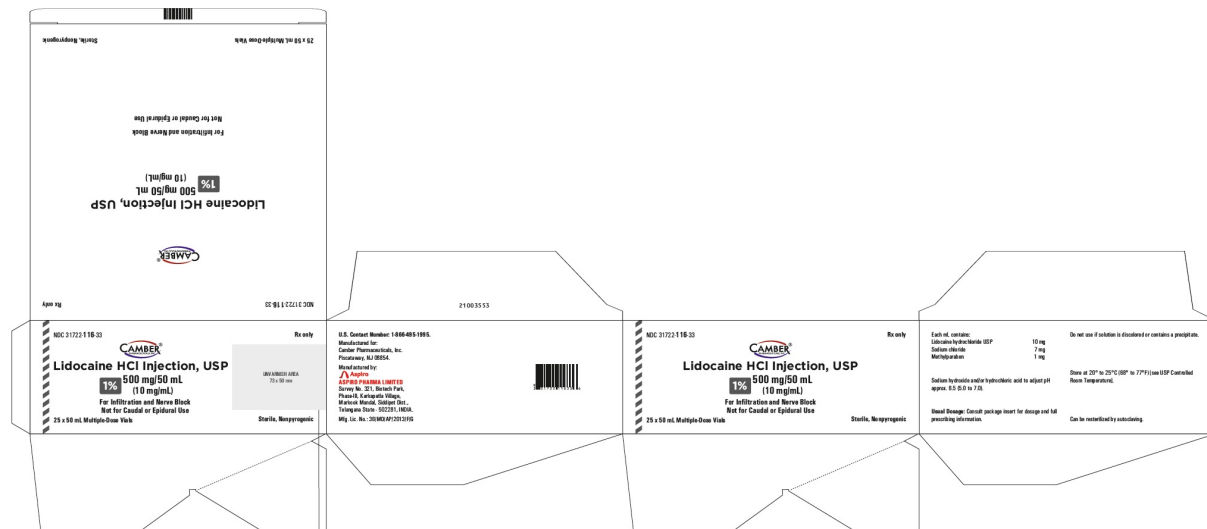 Sterile, Nonpyrogenic
25 x 50 mL Multiple-Dose Vials
Not for Caudal or Epidural Use
For Infiltration and Nerve Block
(10 mg/mL)
1% 500 mg/50 mL
Lidocaine HCl Injection, USP
CAMBER®
Rx only
NDC 31722-116-33
21003553
NDC 31722-116-33
Rx only
CAMBER®
Lidocaine HCl Injection, USP
1% 500 mg/50 mL
(10 mg/mL)
For Infiltration and Nerve Block
Not for Caudal or Epidural Use
25 x 50 mL Multiple-Dose Vials
Sterile, Nonpyrogenic
UNVARNISH AREA
73 x 50 mm
U.S. Contact Number: 1-866-495-1995.
Manufactured for:
Camber Pharmaceuticals, Inc.
Piscataway, NJ 08854.
Manufactured by:
Aspiro
ASPIRO PHARMA LIMITED
Survey No. 321, Biotech Park,
Phase-III, Karkapatla Village,
Markook Mandal, Siddipet Dist.,
Telangana State - 502281, INDIA.
NDC 31722-116-33
Rx only
CAMBER®
Lidocaine HCl Injection, USP
1% 500 mg/50 mL
(10 mg/mL)
For Infiltration and Nerve Block
Not for Caudal or Epidural Use
25 x 50 mL Multiple-Dose Vials
Sterile, Nonpyrogenic
Each mL contains:
Lidocaine hydrochloride USP 10 mg
Sodium chloride 7 mg
Methylparaben 1 mg
Sodium hydroxide and/or hydrochloric acid to adjust pH
approx. 6.5 (5.0 to 7.0).
Usual Dosage: Consult package insert for dosage and full
prescribing information.
Do not use if solution is discolored or contains a precipitate.
Store at 20° to 25°C (68° to 77°F) [see USP Controlled
Room Temperature].
Can be resterilized by autoclaving.